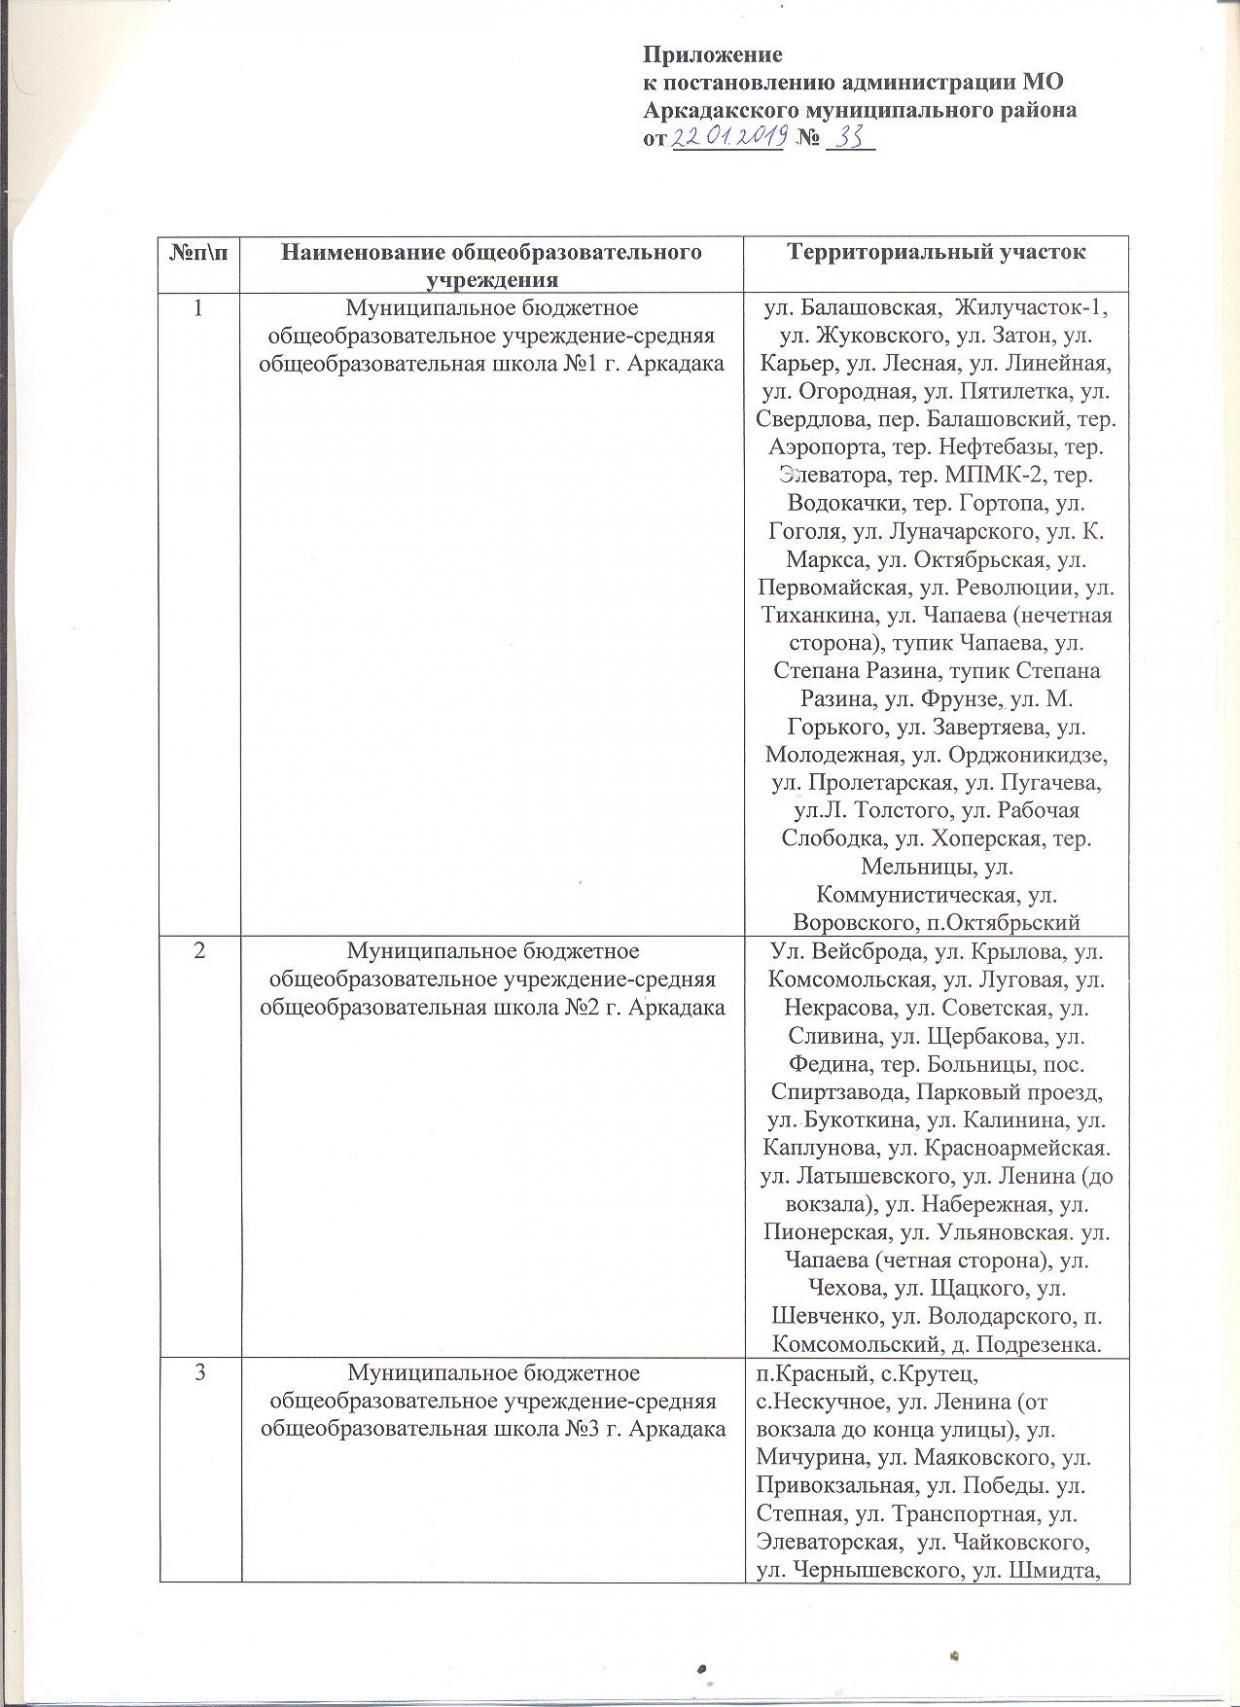 Приложение
к постановлению администрации МО
Аркадакского муниципального района
от 22.01.2019 № 33
№п\п
Наименование общеобразовательного
учреждения
Территориальный участок
1
Муниципальное бюджетное
общеобразовательное учреждение-средняя
общеобразовательная школа №1 г. Аркадака
ул. Балашовская, Жилучасток-1,
ул. Жуковского, ул. Затон, ул.
Карьер, ул. Лесная, ул. Линейная,
ул. Огородная, ул. Пятилетка, ул.
Свердлова, пер. Балашовский, тер.
Аэропорта, тер. Нефтебазы, тер.
Элеватора, тер. МПМК-2, тер.
Водокачки, тер. Гортопа, ул.
Гоголя, ул. Луначарского, ул. К.
Маркса, ул. Октябрьская, ул.
Первомайская, ул. Революции, ул.
Тиханкина, ул. Чапаева (нечетная
сторона), тупик Чапаева, ул.
Степана Разина, тупик Степана
Разина, ул. Фрунзе, ул. М.
Горького, ул. Завертяева, ул.
Молодежная, ул. Орджоникидзе,
ул. Пролетарская, ул. Пугачева,
ул.Л. Толстого, ул. Рабочая
Слободка, ул. Хоперская, тер.
Мельницы, ул.
Коммунистическая, ул.
Воровского, п.Октябрьский
2
Муниципальное бюджетное
общеобразовательное учреждение-средняя
общеобразовательная школа №2 г. Аркадака
Ул. Вейсброда, ул. Крылова, ул.
Комсомольская, ул. Луговая, ул.
Некрасова, ул. Советская, ул.
Сливина, ул. Щербакова, ул.
Федина, тер. Больницы, пос.
Спиртзавода, Парковый проезд,
ул. Букоткина, ул. Калинина, ул.
Каплунова, ул. Красноармейская.
ул. Латышевского, ул. Ленина (до
вокзала), ул. Набережная, ул.
Пионерская, ул. Ульяновская. ул.
Чапаева (четная сторона), ул.
Чехова, ул. Щацкого, ул.
Шевченко, ул. Володарского, п.
Комсомольский, д. Подрезенка.
3
Муниципальное бюджетное
общеобразовательное учреждение-средняя
общеобразовательная школа №3 г. Аркадака
п.Красный, с.Крутец,
с.Нескучное, ул. Ленина (от
вокзала до конца улицы), ул.
Мичурина, ул. Маяковского, ул.
Привокзальная, ул. Победы. ул.
Степная, ул. Транспортная, ул.
Элеваторская, ул. Чайковского,
ул. Чернышевского, ул. Шмидта,